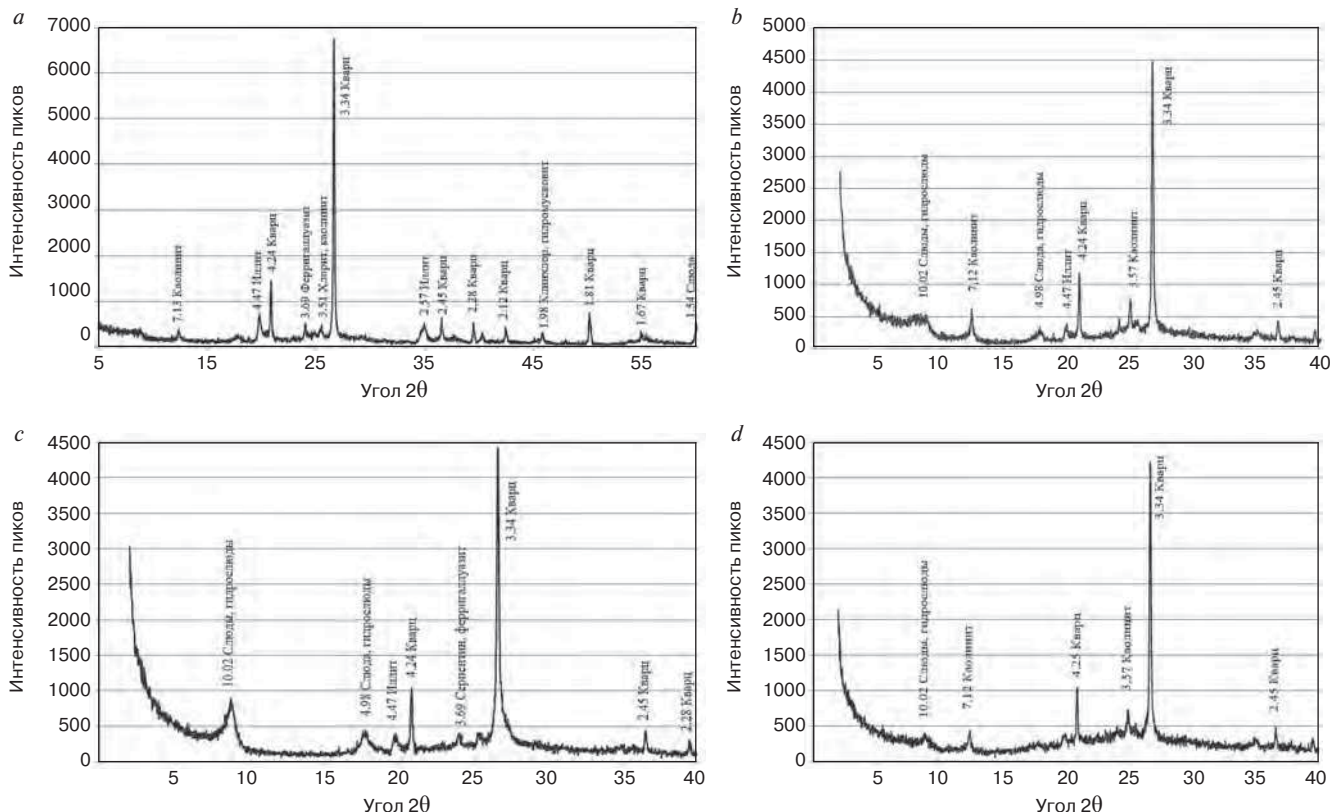 a
Интенсивность пиков
7000
6000
5000
4000
3000
2000
1000
0
7.13 Каолинит
4.47 Иллит
4.24 Кварц
3.69 Ферригаллуазит
3.51 Хлорит, каолинит
3.34 Кварц
2.57 Иллит
2.45 Кварц
2.28 Кварц
2.12 Кварц
1.98 Клинохлор, гидромусковит
1.81 Кварц
1.67 Кварц
1.54 Слюда
5 15 25 35 45 55
Угол 2θ
b
Интенсивность пиков
5000
4500
4000
3500
3000
2500
2000
1500
1000
500
0
10.02 Слюды, гидрослюды
7.12 Каолинит
4.98 Слюда, гидрослюды
4.47 Иллит
4.24 Кварц
3.57 Каолинит
3.34 Кварц
2.45 Кварц
5 10 15 20 25 30 35 40
Угол 2θ
c
Интенсивность пиков
4500
4000
3500
3000
2500
2000
1500
1000
500
0
10.02 Слюды, гидрослюды
4.98 Слюда, гидрослюды
4.47 Иллит
4.24 Кварц
3.69 Серпентин, ферригаллуазит
3.34 Кварц
2.45 Кварц
2.28 Кварц
5 10 15 20 25 30 35 40
Угол 2θ
d
Интенсивность пиков
4500
4000
3500
3000
2500
2000
1500
1000
500
0
10.02 Слюды, гидрослюды
7.12 Каолинит
4.25 Кварц
3.57 Каолинит
3.34 Кварц
2.45 Кварц
5 10 15 20 25 30 35 40
Угол 2θ